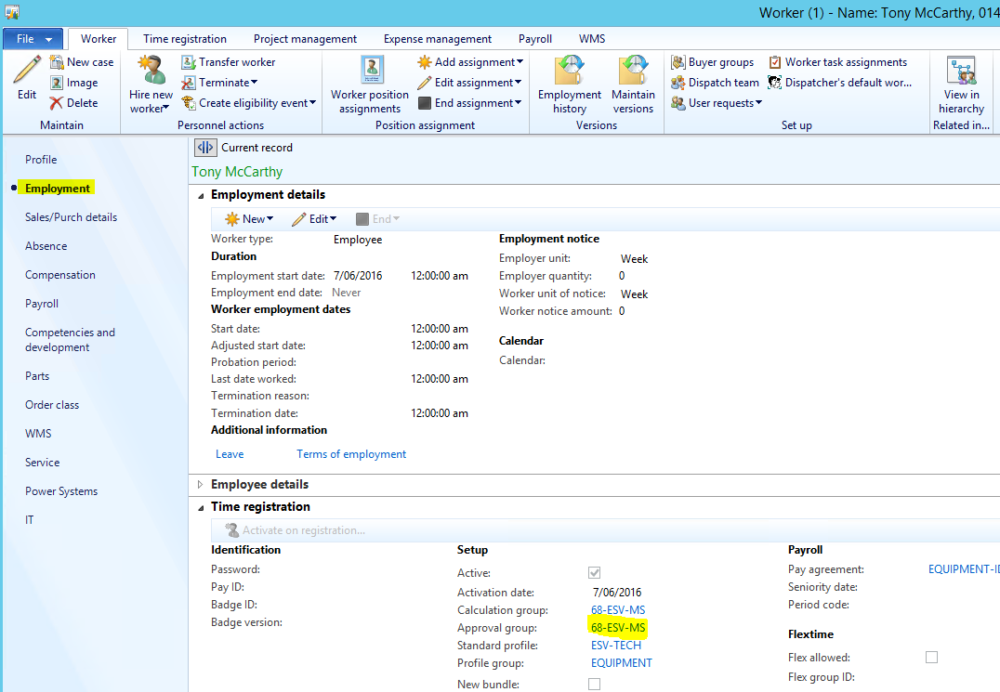 Worker (1) - Name: Tony McCarthy, 014
File Worker Time registration Project management Expense management Payroll WMS
Edit
New case
Image
Delete
Maintain
Hire new
worker
Transfer worker
Terminate
Create eligibility event
Personnel actions
Worker position
assignments
Add assignment
Edit assignment
End assignment
Position assignment
Employment
history
Maintain
versions
Versions
Buyer groups
Dispatch team
User requests
Worker task assignments
Dispatcher's default wor...
Set up
View in
hierarchy
Related in...
Profile
Employment
Sales/Purch details
Absence
Compensation
Payroll
Competencies and
development
Parts
Order class
WMS
Service
Power Systems
IT
Current record
Tony McCarthy
Employment details
New Edit End
Worker type: Employee
Duration
Employment start date: 7/06/2016 12:00:00 am
Employment end date: Never
Worker employment dates
Start date: 12:00:00 am
Adjusted start date: 12:00:00 am
Probation period:
Last date worked: 12:00:00 am
Termination reason:
Termination date: 12:00:00 am
Additional information
Leave Terms of employment
Employment notice
Employer unit: Week
Employer quantity: 0
Worker unit of notice: Week
Worker notice amount: 0
Calendar
Calendar:
Employee details
Time registration
Activate on registration...
Identification
Password:
Pay ID:
Badge ID:
Badge version:
Setup
Active:
Activation date: 7/06/2016
Calculation group: 68-ESV-MS
Approval group: 68-ESV-MS
Standard profile: ESV-TECH
Profile group: EQUIPMENT
New bundle:
Payroll
Pay agreement: EQUIPMENT-ID
Seniority date:
Period code:
Flextime
Flex allowed:
Flex group ID: